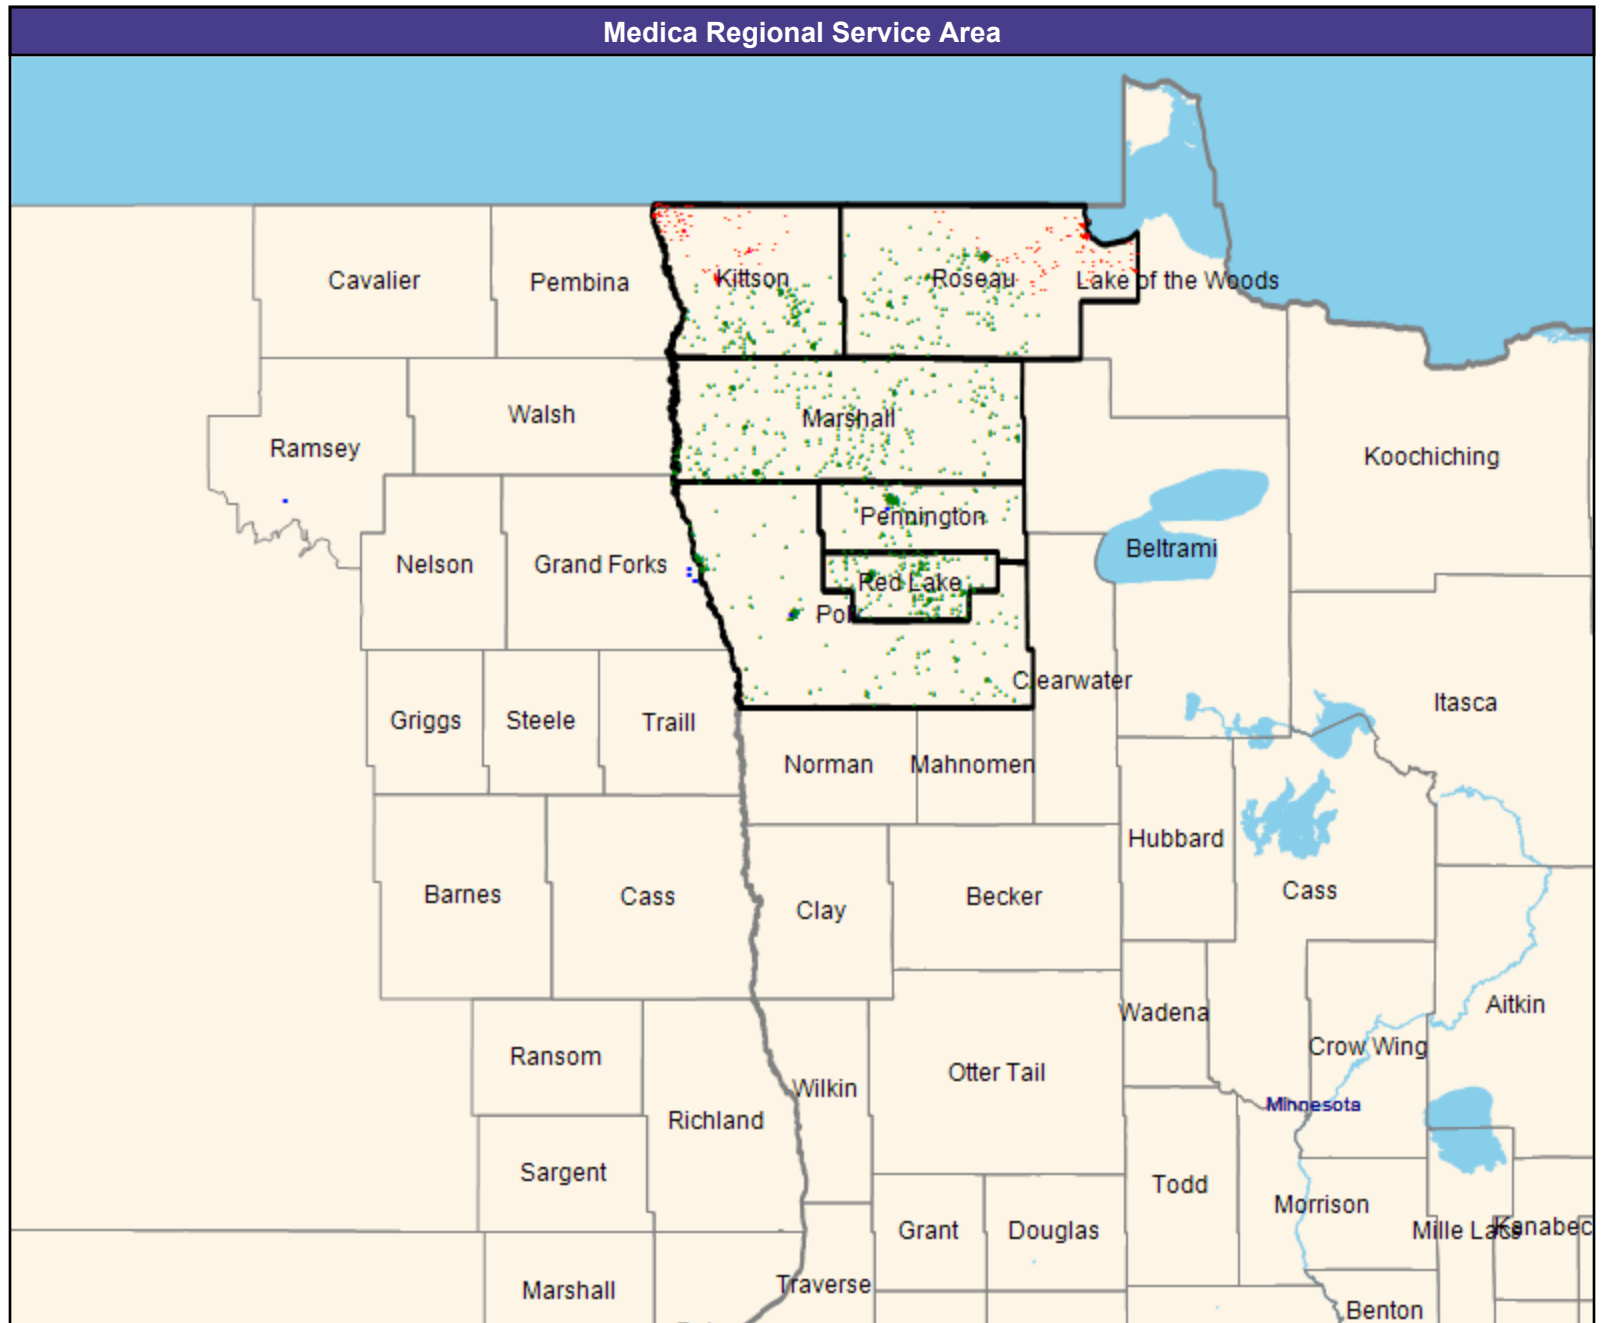 Medica Regional Service Area
Cavalier
Pembina
Kittson
Roseau
Lake of the Woods
Walsh
Marshall
Ramsey
Koochiching
Pennington
Nelson
Grand Forks
Beltrami
Red Lake
Polk
Clearwater
Griggs
Steele
Traill
Itasca
Norman
Mahnomen
Hubbard
Barnes
Cass
Clay
Becker
Cass
Wadena
Aitkin
Ransom
Crow Wing
Otter Tail
Wilkin
Minnesota
Richland
Sargent
Todd
Morrison
Grant
Douglas
Mille Lacs
Kanabec
Marshall
Traverse
Benton